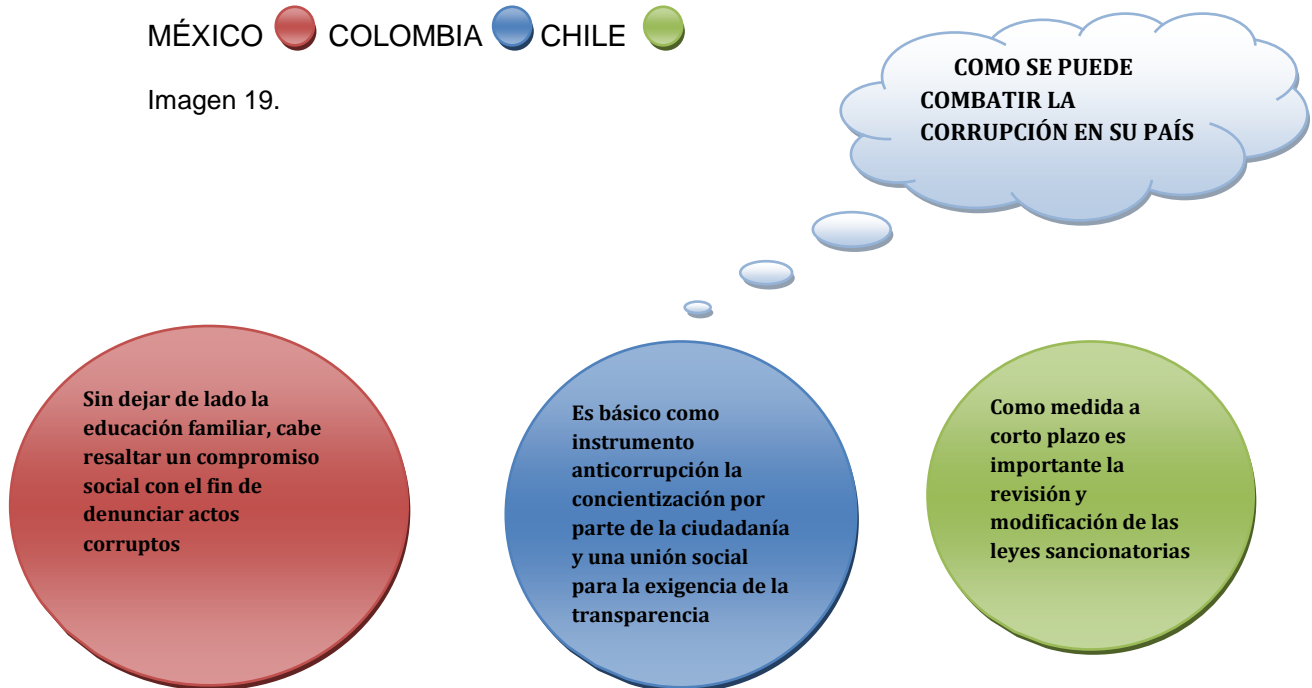 MÉXICO COLOMBIA CHILE
Imagen 19.
COMO SE PUEDE
COMBATIR LA
CORRUPCIÓN EN SU PAÍS
Sin dejar de lado la
educación familiar, cabe
resaltar un compromiso
social con el fin de
denunciar actos
corruptos
Es básico como
instrumento
anticorrupción la
concientización por
parte de la ciudadanía
y una unión social
para la exigencia de la
transparencia
Como medida a
corto plazo es
importante la
revisión y
modificación de las
leyes sancionatorias